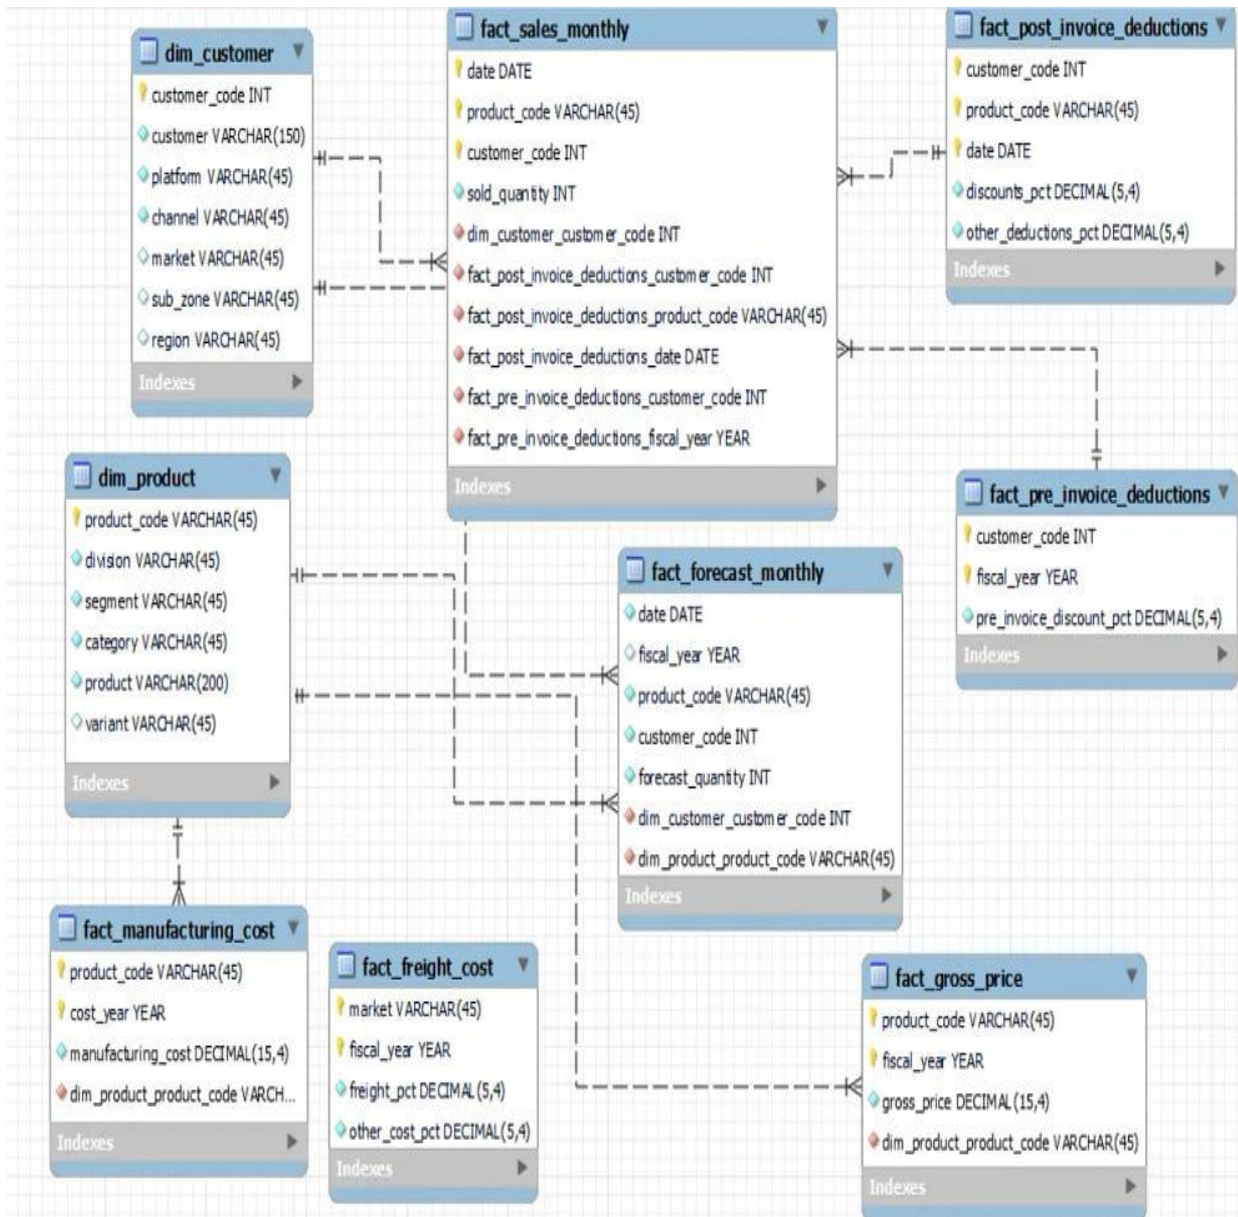 dim_customer
customer_code INT
customer VARCHAR(150)
platform VARCHAR(45)
channel VARCHAR(45)
market VARCHAR(45)
sub_zone VARCHAR(45)
region VARCHAR(45)
Indexes
fact_sales_monthly
date DATE
product_code VARCHAR(45)
customer_code INT
sold_quantity INT
dim_customer_customer_code INT
fact_post_invoice_deductions_customer_code INT
fact_post_invoice_deductions_product_code VARCHAR(45)
fact_post_invoice_deductions_date DATE
fact_pre_invoice_deductions_customer_code INT
fact_pre_invoice_deductions_fiscal_year YEAR
Indexes
fact_post_invoice_deductions
customer_code INT
product_code VARCHAR(45)
date DATE
discounts_pct DECIMAL(5,4)
other_deductions_pct DECIMAL(5,4)
Indexes
dim_product
product_code VARCHAR(45)
division VARCHAR(45)
segment VARCHAR(45)
category VARCHAR(45)
product VARCHAR(200)
variant VARCHAR(45)
Indexes
fact_forecast_monthly
date DATE
fiscal_year YEAR
product_code VARCHAR(45)
customer_code INT
forecast_quantity INT
dim_customer_customer_code INT
dim_product_product_code VARCHAR(45)
Indexes
fact_pre_invoice_deductions
customer_code INT
fiscal_year YEAR
pre_invoice_discount_pct DECIMAL(5,4)
Indexes
fact_manufacturing_cost
product_code VARCHAR(45)
cost_year YEAR
manufacturing_cost DECIMAL(15,4)
dim_product_product_code VARCH...
Indexes
fact_freight_cost
market VARCHAR(45)
fiscal_year YEAR
freight_pct DECIMAL(5,4)
other_cost_pct DECIMAL(5,4)
Indexes
fact_gross_price
product_code VARCHAR(45)
fiscal_year YEAR
gross_price DECIMAL(15,4)
dim_product_product_code VARCHAR(45)
Indexes